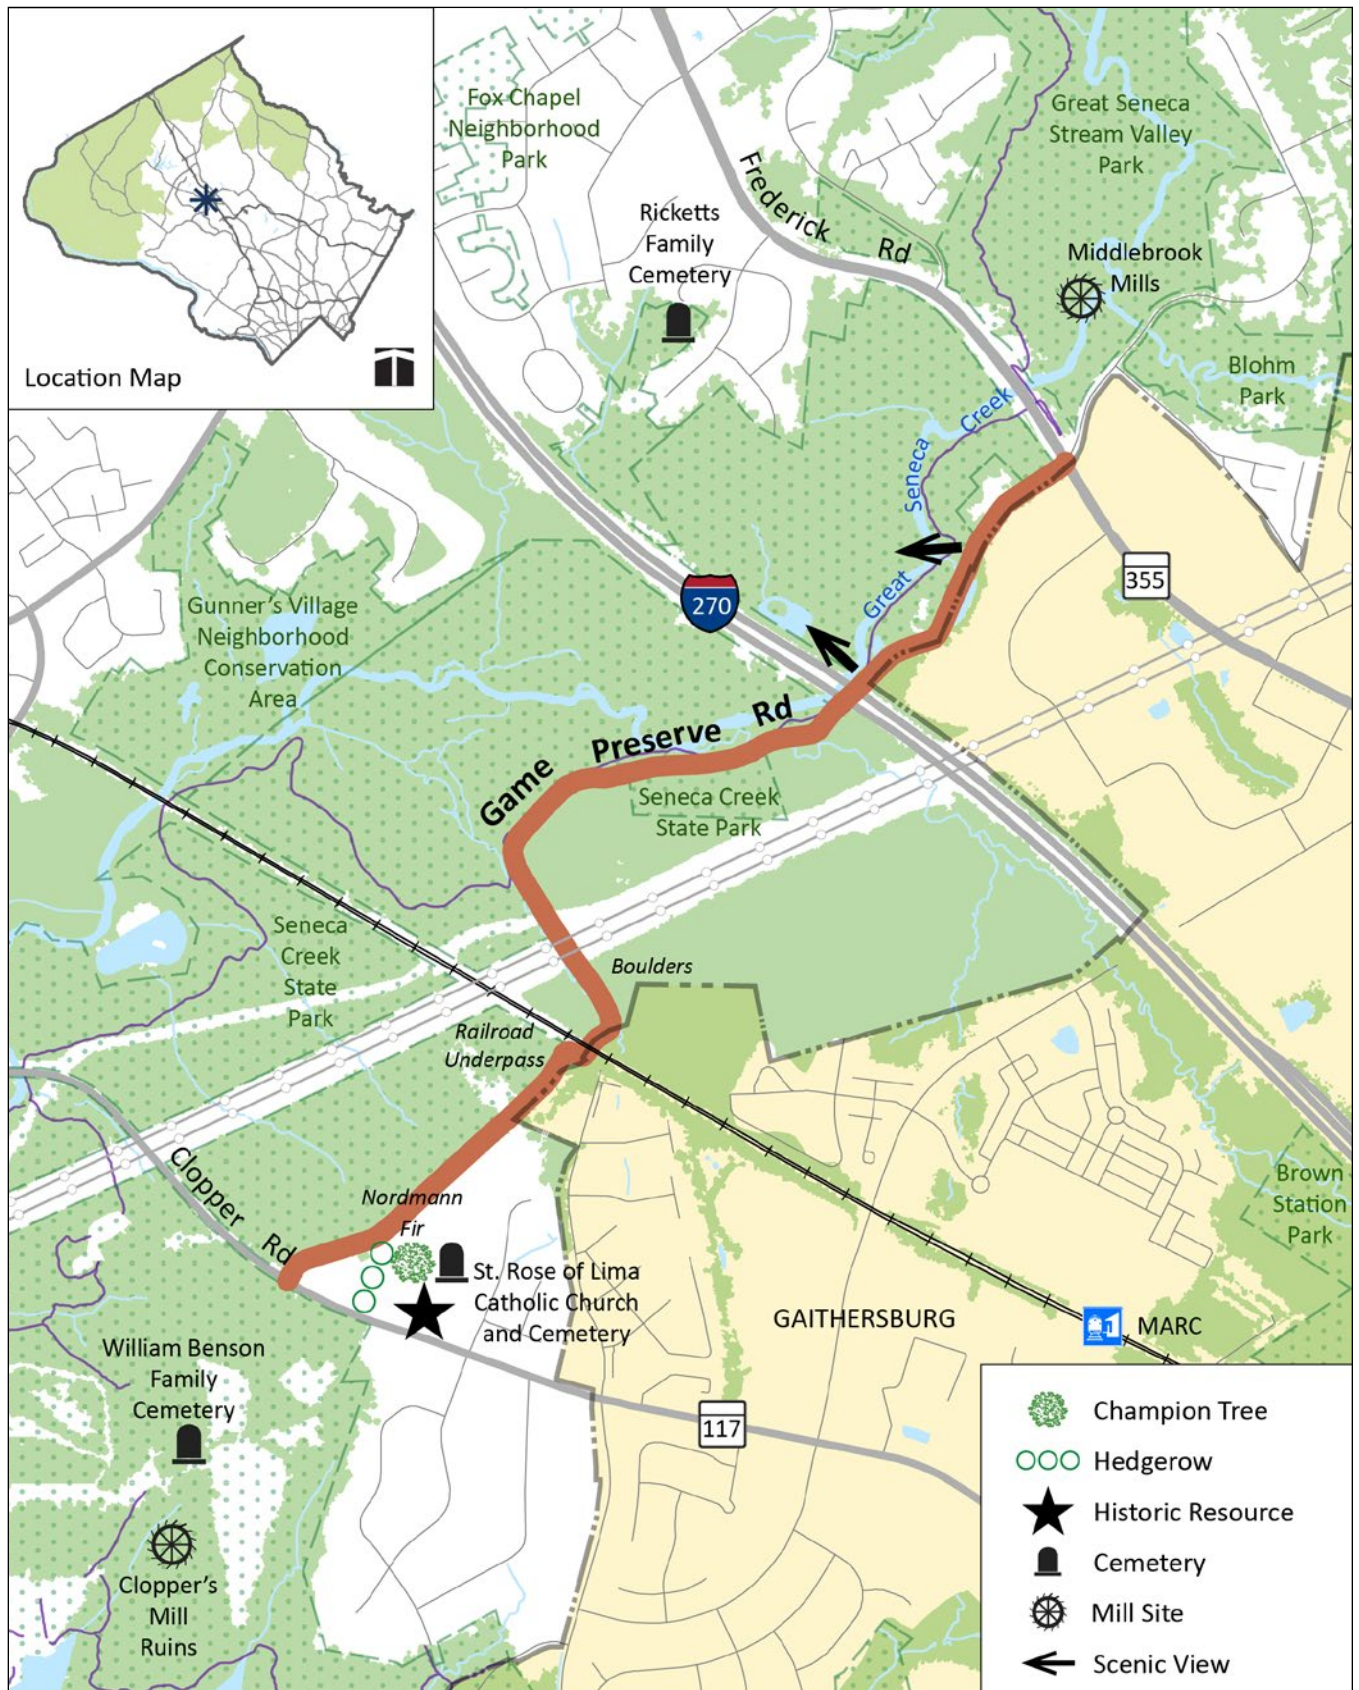 Location Map
Fox Chapel
Neighborhood
Park
Ricketts
Family
Cemetery
Frederick Rd
Great Seneca
Stream Valley
Park
Middlebrook
Mills
Blohm
Park
Great Seneca Creek
355
270
Gunner's Village
Neighborhood
Conservation
Area
Game Preserve Rd
Seneca Creek
State Park
Seneca
Creek
State
Park
Boulders
Railroad
Underpass
Clopper Rd
Nordmann
Fir
St. Rose of Lima
Catholic Church
and Cemetery
Brown
Station
Park
GAITHERSBURG
MARC
William Benson
Family
Cemetery
117
Clopper's
Mill
Ruins
Champion Tree
Hedgerow
Historic Resource
Cemetery
Mill Site
Scenic View